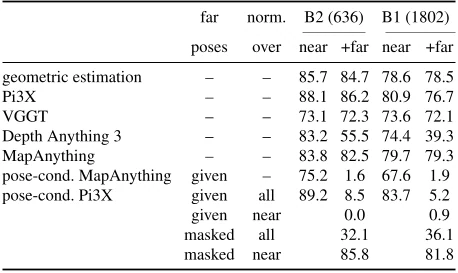 far norm. B2 (636) B1 (1802)
poses over near +far near +far
geometric estimation – – 85.7 84.7 78.6 78.5
Pi3X – – 88.1 86.2 80.9 76.7
VGGT – – 73.1 72.3 73.6 72.1
Depth Anything 3 – – 83.2 55.5 74.4 39.3
MapAnything – – 83.8 82.5 79.7 79.3
pose-cond. MapAnything given – 75.2 1.6 67.6 1.9
pose-cond. Pi3X given all 89.2 8.5 83.7 5.2
given near 0.0 0.9
masked all 32.1 36.1
masked near 85.8 81.8